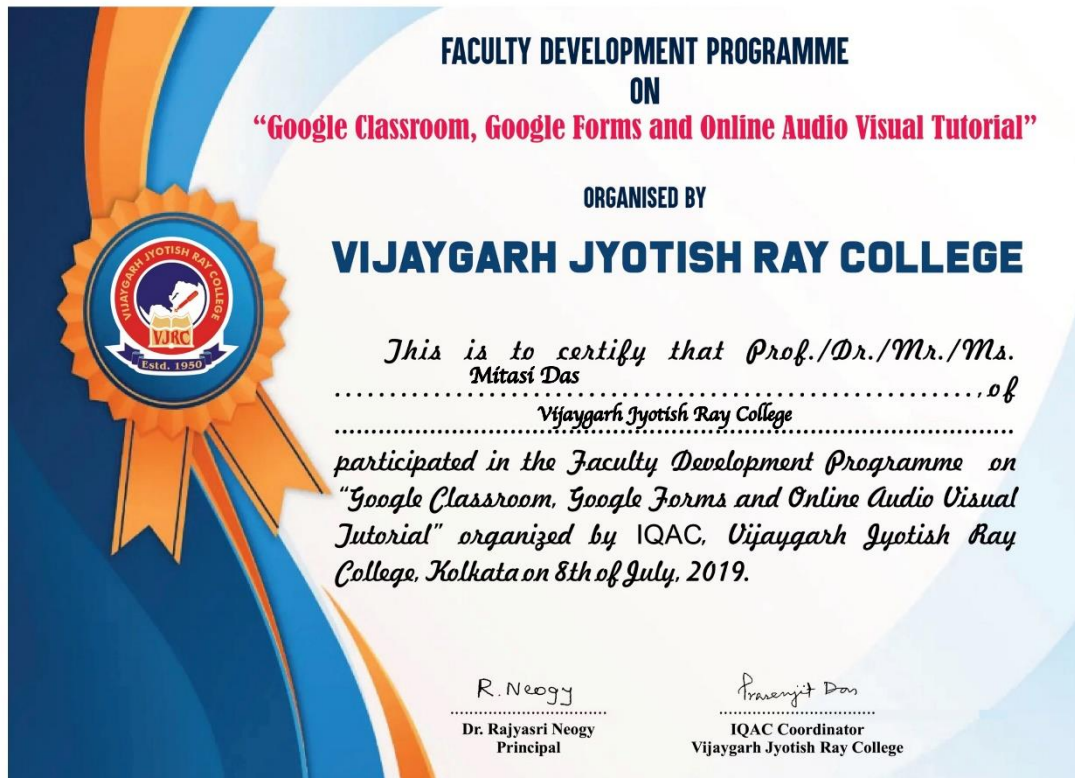 FACULTY DEVELOPMENT PROGRAMME
ON
“Google Classroom, Google Forms and Online Audio Visual Tutorial”
ORGANISED BY
VIJAYGARH JYOTISH RAY COLLEGE
VIJAYGARH JYOTISH RAY COLLEGE
VJRC
Estd. 1950
This is to certify that Prof./Dr./Mr./Ms.
Mitasi Das
, of
Vijaygarh Jyotish Ray College
participated in the Faculty Development Programme on
“Google Classroom, Google Forms and Online Audio Visual
Tutorial” organized by IQAC, Vijaygarh Jyotish Ray
College, Kolkata on 8th of July, 2019.
R. Neogy
Prasenjit Das
Dr. Rajyasri Neogy
IQAC Coordinator
Principal
Vijaygarh Jyotish Ray College